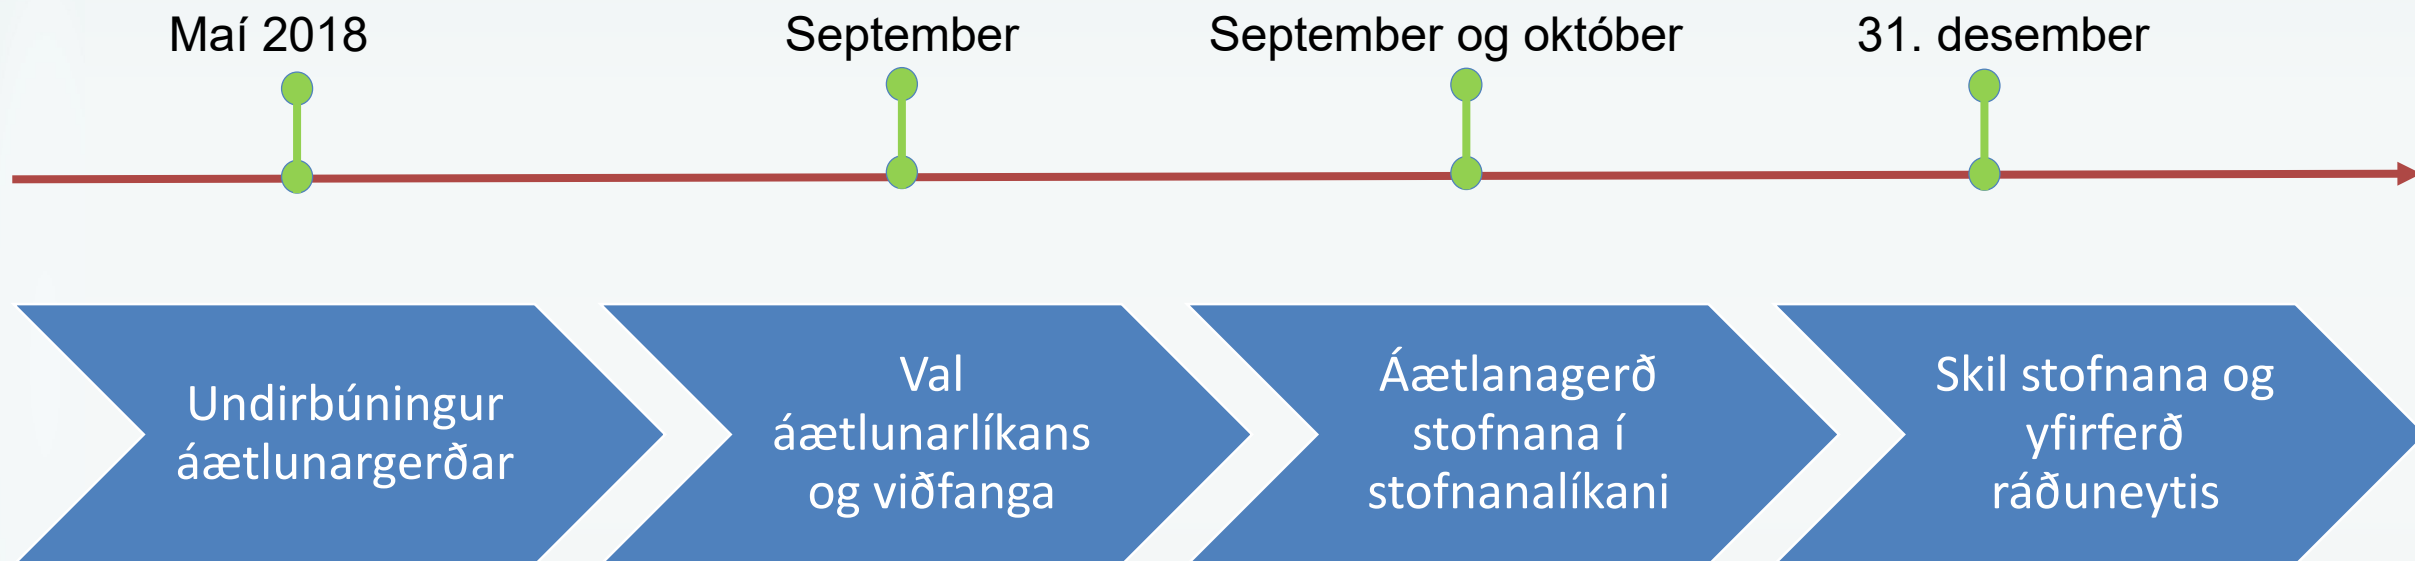 Maí 2018
September
September og október
31. desember
Undirbúningur
áætlunargerðar
Val
áætlunarlíkans
og viðfanga
Áætlanagerð
stofnana í
stofnanalíkani
Skil stofnana og
yfirferð
ráðuneytis